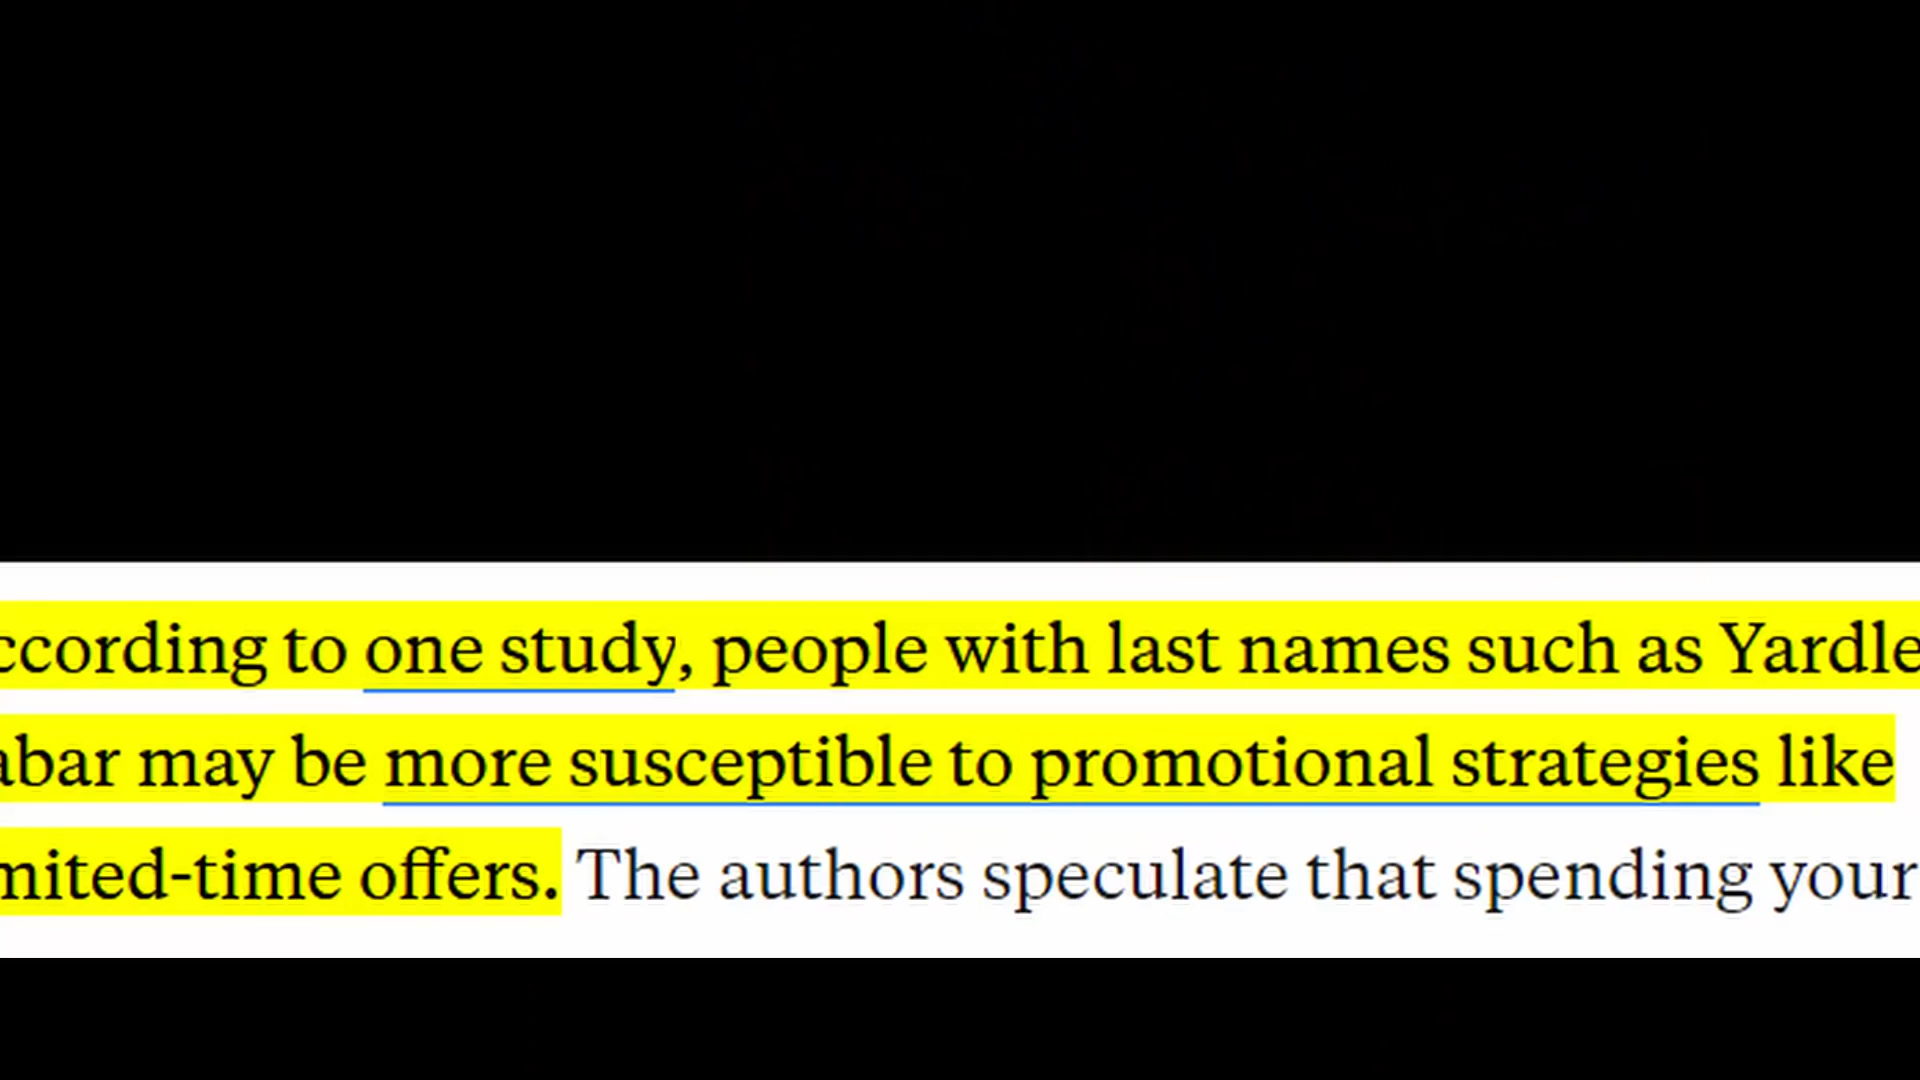 ccording to one study, people with last names such as Yardle
abar may be more susceptible to promotional strategies like
mited-time offers. The authors speculate that spending your